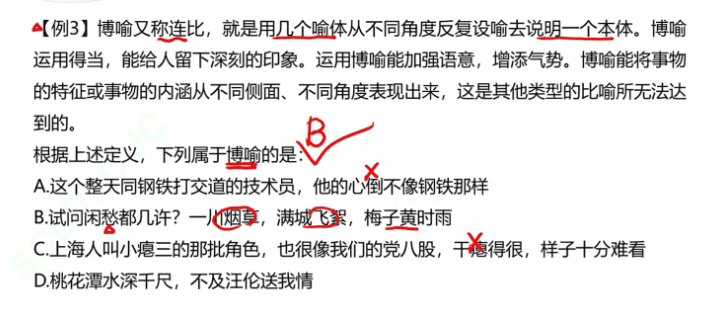 【例3】博喻又称连比，就是用几个喻体从不同角度反复设喻去说明一个本体。博喻
运用得当，能给人留下深刻的印象。运用博喻能加强语意，增添气势。博喻能将事物
的特征或事物的内涵从不同侧面、不同角度表现出来，这是其他类型的比喻所无法达
到的。
B
根据上述定义，下列属于博喻的是：
A.这个整天同钢铁打交道的技术员，他的心倒不像钢铁那样
B.试问闲愁都几许？一川烟草，满城飞絮，梅子黄时雨
C.上海人叫小瘪三的那批角色，也很像我们的党八股，干瘪得很，样子十分难看
D.桃花潭水深千尺，不及汪伦送我情